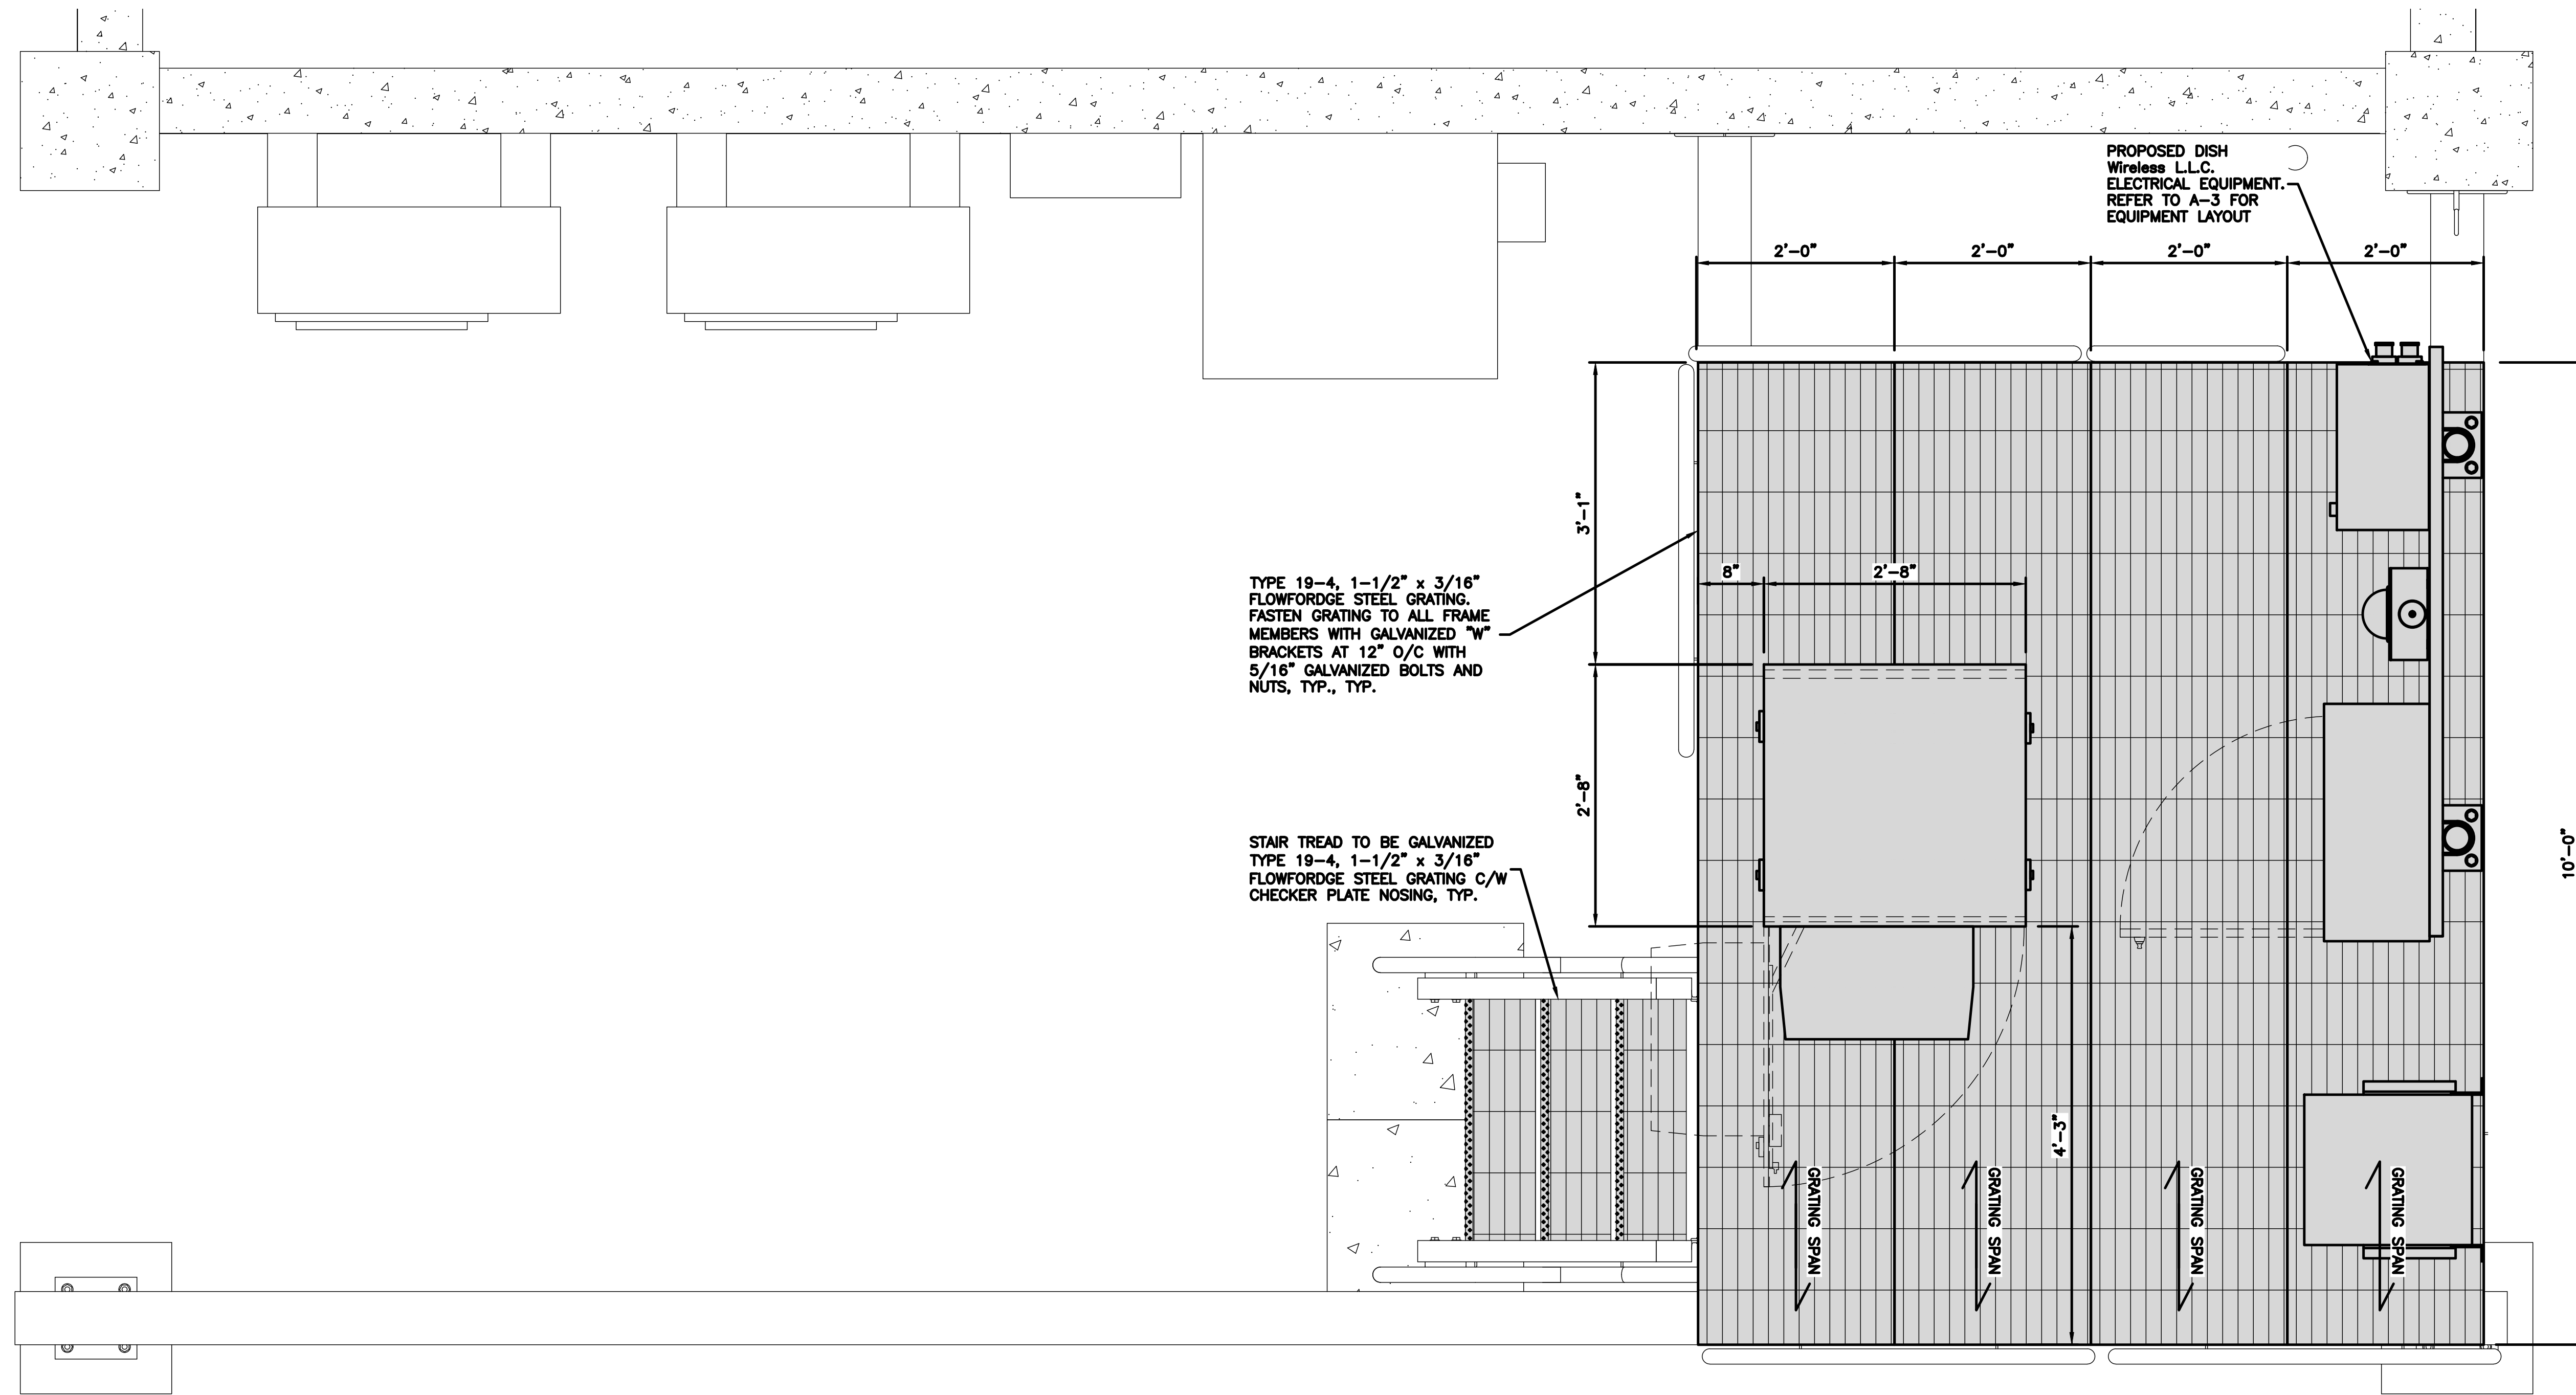 PROPOSED DISH
Wireless L.L.C.
ELECTRICAL EQUIPMENT.
REFER TO A-3 FOR
EQUIPMENT LAYOUT
2'-0"
2'-0"
2'-0"
2'-0"
3'-1"
8"
2'-8"
TYPE 19-4, 1-1/2" x 3/16"
FLOWFORDGE STEEL GRATING.
FASTEN GRATING TO ALL FRAME
MEMBERS WITH GALVANIZED "W"
BRACKETS AT 12" O/C WITH
5/16" GALVANIZED BOLTS AND
NUTS, TYP., TYP.
2'-8"
STAIR TREAD TO BE GALVANIZED
TYPE 19-4, 1-1/2" x 3/16"
FLOWFORDGE STEEL GRATING C/W
CHECKER PLATE NOSING, TYP.
10'-0"
4'-3"
GRATING SPAN
GRATING SPAN
GRATING SPAN
GRATING SPAN